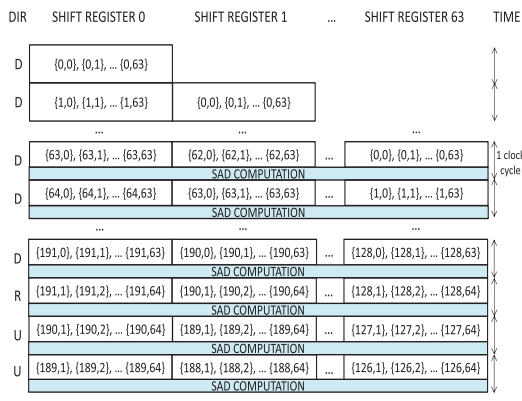 DIR SHIFT REGISTER 0 SHIFT REGISTER 1 ... SHIFT REGISTER 63 TIME
D {0,0}, {0,1}, ... {0,63}
D {1,0}, {1,1}, ... {1,63} {0,0}, {0,1}, ... {0,63}
... ...
D {63,0}, {63,1}, ... {63,63} {62,0}, {62,1}, ... {62,63} ... {0,0}, {0,1}, ... {0,63} 1 clock cycle
SAD COMPUTATION
D {64,0}, {64,1}, ... {64,63} {63,0}, {63,1}, ... {63,63} ... {1,0}, {1,1}, ... {1,63}
SAD COMPUTATION
... ...
D {191,0}, {191,1}, ... {191,63} {190,0}, {190,1}, ... {190,63} ... {128,0}, {128,1}, ... {128,63}
SAD COMPUTATION
R {191,1}, {191,2}, ... {191,64} {190,1}, {190,2}, ... {190,64} ... {128,1}, {128,2}, ... {128,64}
SAD COMPUTATION
U {190,1}, {190,2}, ... {190,64} {189,1}, {189,2}, ... {189,64} ... {127,1}, {127,2}, ... {127,64}
SAD COMPUTATION
U {189,1}, {189,2}, ... {189,64} {188,1}, {188,2}, ... {188,64} ... {126,1}, {126,2}, ... {126,64}
SAD COMPUTATION